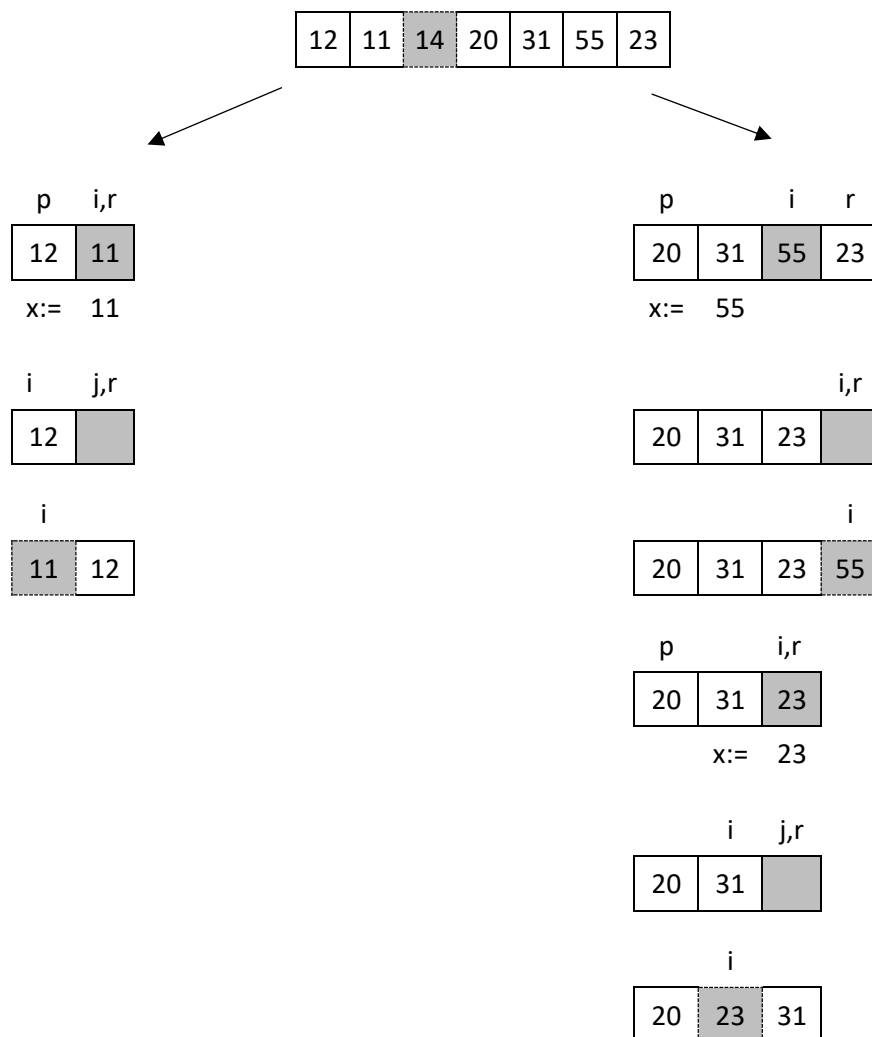 12 11 14 20 31 55 23
p i,r
12 11
x:= 11
i j,r
12
i
11 12
p i r
20 31 55 23
x:= 55
i,r
20 31 23
i
20 31 23 55
p i,r
20 31 23
x:= 23
i j,r
20 31
i
20 23 31